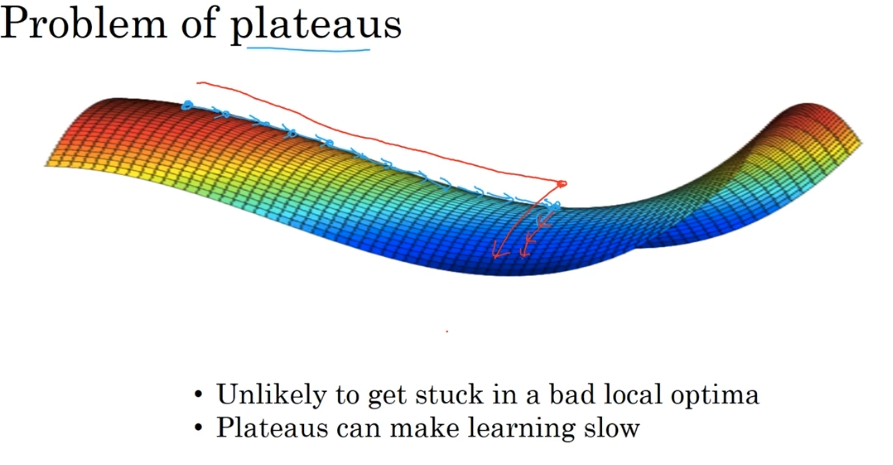 Problem of plateaus
• Unlikely to get stuck in a bad local optima
• Plateaus can make learning slow